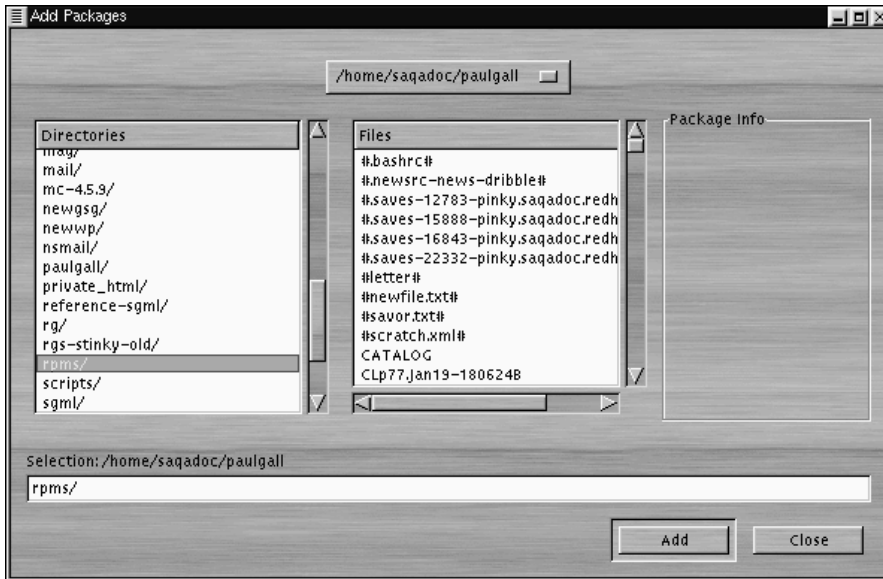 Add Packages
/home/saqadoc/paulgall
Directories
mag/
mail/
mc-4.5.9/
newgsg/
newwp/
nsmail/
paulgall/
private_html/
reference-sgml/
rg/
rgs-stinky-old/
rpms/
scripts/
sgml/
Files
#.bashrc#
#.newsrc-news-dribble#
#.saves-12783-pinky.saqadoc.redh
#.saves-15888-pinky.saqadoc.redh
#.saves-16843-pinky.saqadoc.redh
#.saves-22332-pinky.saqadoc.redh
#letter#
#newfile.txt#
#savor.txt#
#scratch.xml#
CATALOG
CLp77.Jan19-180624B
Package Info
Selection:/home/saqadoc/paulgall
rpms/
Add
Close